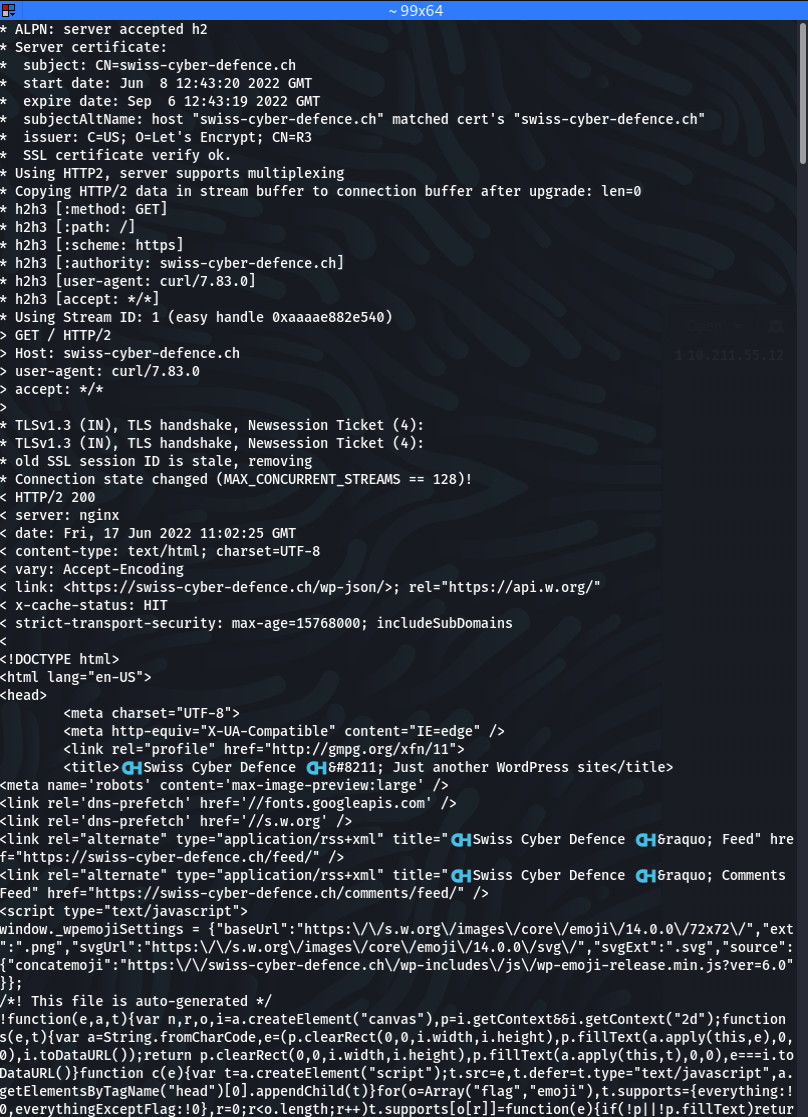 ~ 99x64
* ALPN: server accepted h2
* Server certificate:
*  subject: CN=swiss-cyber-defence.ch
*  start date: Jun  8 12:43:20 2022 GMT
*  expire date: Sep  6 12:43:19 2022 GMT
*  subjectAltName: host "swiss-cyber-defence.ch" matched cert's "swiss-cyber-defence.ch"
*  issuer: C=US; O=Let's Encrypt; CN=R3
*  SSL certificate verify ok.
* Using HTTP2, server supports multiplexing
* Copying HTTP/2 data in stream buffer to connection buffer after upgrade: len=0
* h2h3 [:method: GET]
* h2h3 [:path: /]
* h2h3 [:scheme: https]
* h2h3 [:authority: swiss-cyber-defence.ch]
* h2h3 [user-agent: curl/7.83.0]
* h2h3 [accept: */*]
* Using Stream ID: 1 (easy handle 0xaaaae882e540)
> GET / HTTP/2
> Host: swiss-cyber-defence.ch
1 10.211.55.12
> user-agent: curl/7.83.0
> accept: */*
>
* TLSv1.3 (IN), TLS handshake, Newsession Ticket (4):
* TLSv1.3 (IN), TLS handshake, Newsession Ticket (4):
* old SSL session ID is stale, removing
* Connection state changed (MAX_CONCURRENT_STREAMS == 128)!
< HTTP/2 200
< server: nginx
< date: Fri, 17 Jun 2022 11:02:25 GMT
< content-type: text/html; charset=UTF-8
< vary: Accept-Encoding
< link: <https://swiss-cyber-defence.ch/wp-json/>; rel="https://api.w.org/"
< x-cache-status: HIT
< strict-transport-security: max-age=15768000; includeSubDomains
<
<!DOCTYPE html>
<html lang="en-US">
<head>
        <meta charset="UTF-8">
        <meta http-equiv="X-UA-Compatible" content="IE=edge" />
        <link rel="profile" href="http://gmpg.org/xfn/11">
        <title>🇨🇭Swiss Cyber Defence 🇨🇭&#8211; Just another WordPress site</title>
<meta name='robots' content='max-image-preview:large' />
<link rel='dns-prefetch' href='//fonts.googleapis.com' />
<link rel='dns-prefetch' href='//s.w.org' />
<link rel="alternate" type="application/rss+xml" title="🇨🇭Swiss Cyber Defence 🇨🇭&raquo; Feed" hre
f="https://swiss-cyber-defence.ch/feed/" />
<link rel="alternate" type="application/rss+xml" title="🇨🇭Swiss Cyber Defence 🇨🇭&raquo; Comments
Feed" href="https://swiss-cyber-defence.ch/comments/feed/" />
<script type="text/javascript">
window._wpemojiSettings = {"baseUrl":"https:\/\/s.w.org\/images\/core\/emoji\/14.0.0\/72x72\/","ext
":".png","svgUrl":"https:\/\/s.w.org\/images\/core\/emoji\/14.0.0\/svg\/","svgExt":".svg","source":
{"concatemoji":"https:\/\/swiss-cyber-defence.ch\/wp-includes\/js\/wp-emoji-release.min.js?ver=6.0"
}};
/*! This file is auto-generated */
!function(e,a,t){var n,r,o,i=a.createElement("canvas"),p=i.getContext&&i.getContext("2d");function
s(e,t){var a=String.fromCharCode,e=(p.clearRect(0,0,i.width,i.height),p.fillText(a.apply(this,e),0,
0),i.toDataURL());return p.clearRect(0,0,i.width,i.height),p.fillText(a.apply(this,t),0,0),e===i.to
DataURL()}function c(e){var t=a.createElement("script");t.src=e,t.defer=t.type="text/javascript",a.
getElementsByTagName("head")[0].appendChild(t)}for(o=Array("flag","emoji"),t.supports={everything:!
0,everythingExceptFlag:!0},r=0;r<o.length;r++)t.supports[o[r]]=function(e){if(!p||!p.fillText)retur